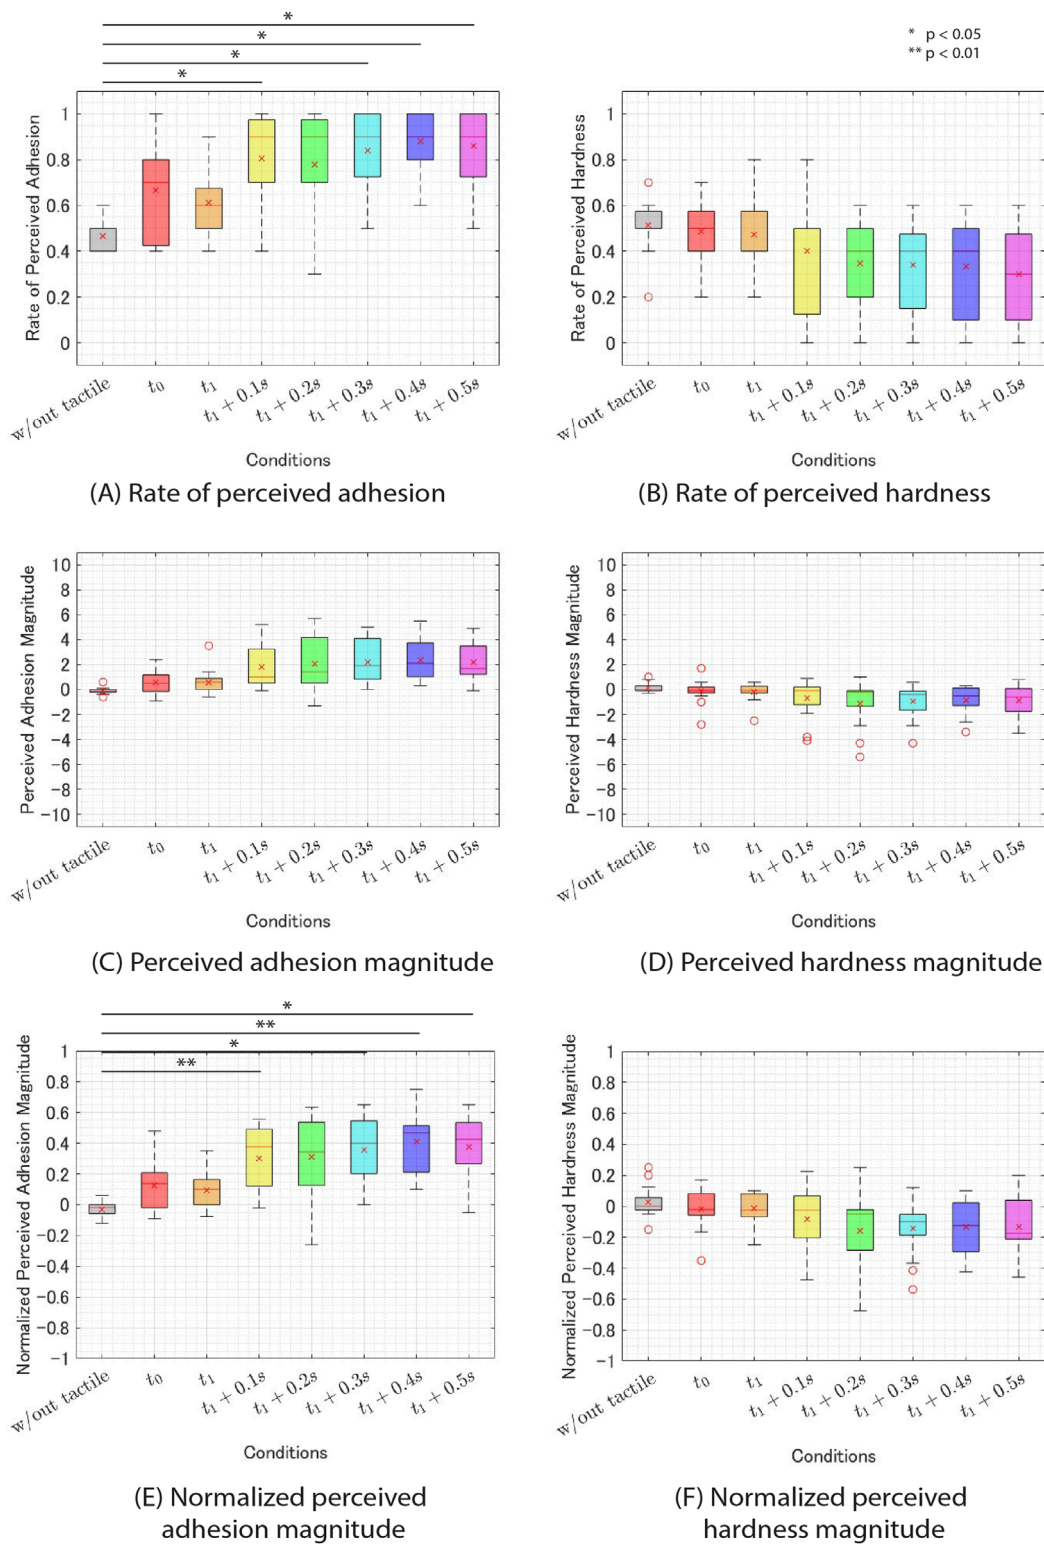 *
*
*
*
* p < 0.05
** p < 0.01
Rate of Perceived Adhesion
1
0.8
0.6
0.4
0.2
0
w/out tactile
t₀
t₁
t₁ + 0.1s
t₁ + 0.2s
t₁ + 0.3s
t₁ + 0.4s
t₁ + 0.5s
Conditions
(A) Rate of perceived adhesion
Rate of Perceived Hardness
1
0.8
0.6
0.4
0.2
0
w/out tactile
t₀
t₁
t₁ + 0.1s
t₁ + 0.2s
t₁ + 0.3s
t₁ + 0.4s
t₁ + 0.5s
Conditions
(B) Rate of perceived hardness
Perceived Adhesion Magnitude
10
8
6
4
2
0
−2
−4
−6
−8
−10
w/out tactile
t₀
t₁
t₁ + 0.1s
t₁ + 0.2s
t₁ + 0.3s
t₁ + 0.4s
t₁ + 0.5s
Conditions
(C) Perceived adhesion magnitude
Perceived Hardness Magnitude
10
8
6
4
2
0
−2
−4
−6
−8
−10
w/out tactile
t₀
t₁
t₁ + 0.1s
t₁ + 0.2s
t₁ + 0.3s
t₁ + 0.4s
t₁ + 0.5s
Conditions
(D) Perceived hardness magnitude
*
**
*
**
Normalized Perceived Adhesion Magnitude
1
0.8
0.6
0.4
0.2
0
−0.2
−0.4
−0.6
−0.8
−1
w/out tactile
t₀
t₁
t₁ + 0.1s
t₁ + 0.2s
t₁ + 0.3s
t₁ + 0.4s
t₁ + 0.5s
Conditions
(E) Normalized perceived
adhesion magnitude
Normalized Perceived Hardness Magnitude
1
0.8
0.6
0.4
0.2
0
−0.2
−0.4
−0.6
−0.8
−1
w/out tactile
t₀
t₁
t₁ + 0.1s
t₁ + 0.2s
t₁ + 0.3s
t₁ + 0.4s
t₁ + 0.5s
Conditions
(F) Normalized perceived
hardness magnitude